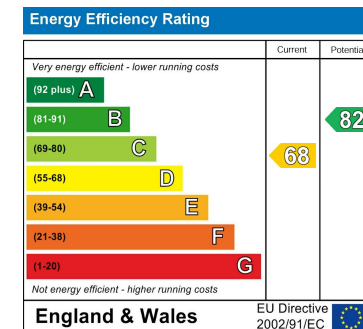 Energy Efficiency Rating
Current Potentia
Very energy efficient - lower running costs
(92 plus) A
(81-91) B 82
(69-80) C 68
(55-68) D
(39-54) E
(21-38) F
(1-20) G
Not energy efficient - higher running costs
England & Wales EU Directive
2002/91/EC